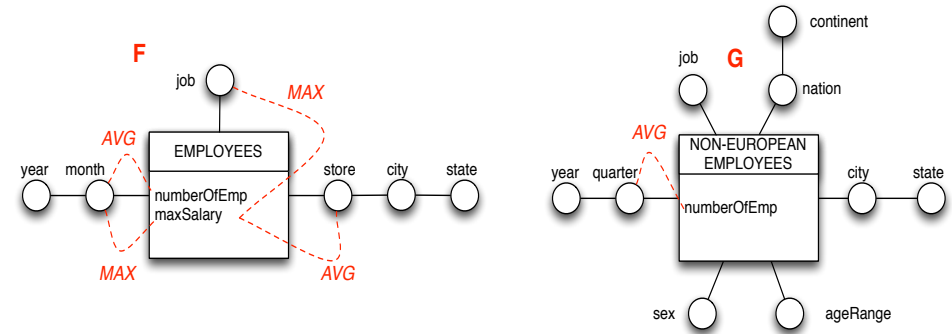 F
job
MAX
AVG
EMPLOYEES
year
month
store
city
state
numberOfEmp
maxSalary
MAX
AVG
continent
G
job
nation
AVG
NON-EUROPEAN
EMPLOYEES
year
quarter
city
state
numberOfEmp
sex
ageRange